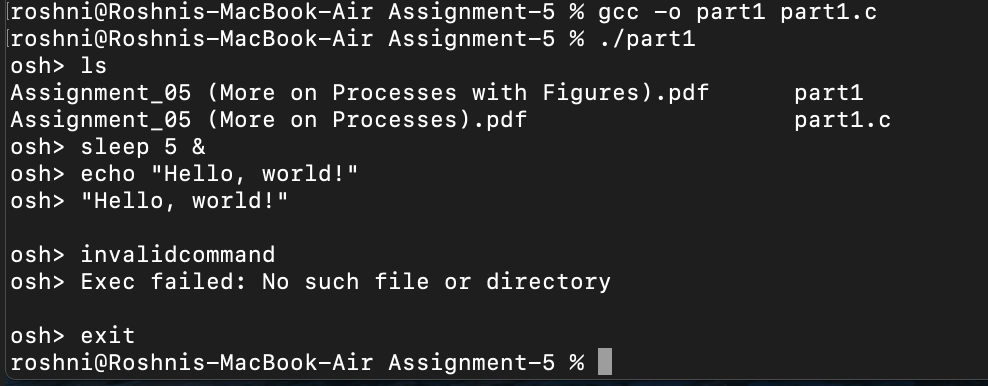 [roshni@Roshnis-MacBook-Air Assignment-5 % gcc -o part1 part1.c
[roshni@Roshnis-MacBook-Air Assignment-5 % ./part1
osh> ls
Assignment_05 (More on Processes with Figures).pdf      part1
Assignment_05 (More on Processes).pdf                   part1.c
osh> sleep 5 &
osh> echo "Hello, world!"
osh> "Hello, world!"

osh> invalidcommand
osh> Exec failed: No such file or directory

osh> exit
roshni@Roshnis-MacBook-Air Assignment-5 %